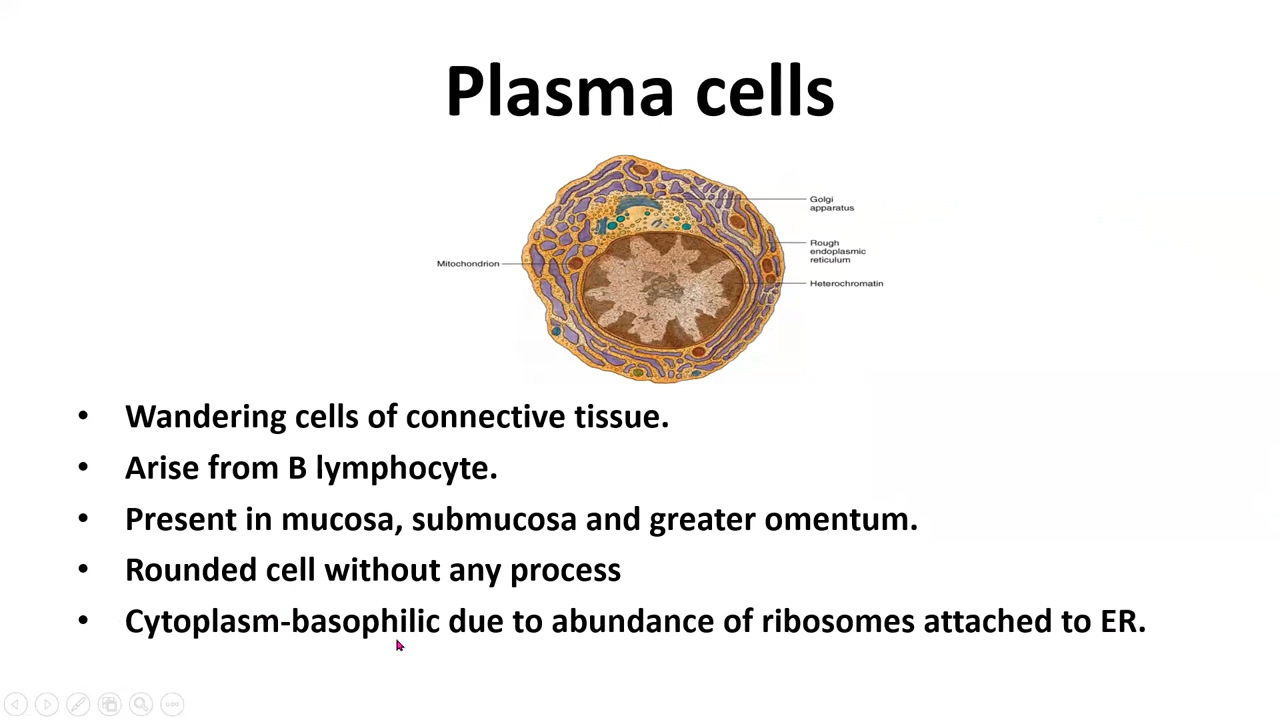 Plasma cells
Golgi
apparatus
Rough
endoplasmic
reticulum
Mitochondrion
Heterochromatin
• Wandering cells of connective tissue.
• Arise from B lymphocyte.
• Present in mucosa, submucosa and greater omentum.
• Rounded cell without any process
• Cytoplasm-basophilic due to abundance of ribosomes attached to ER.